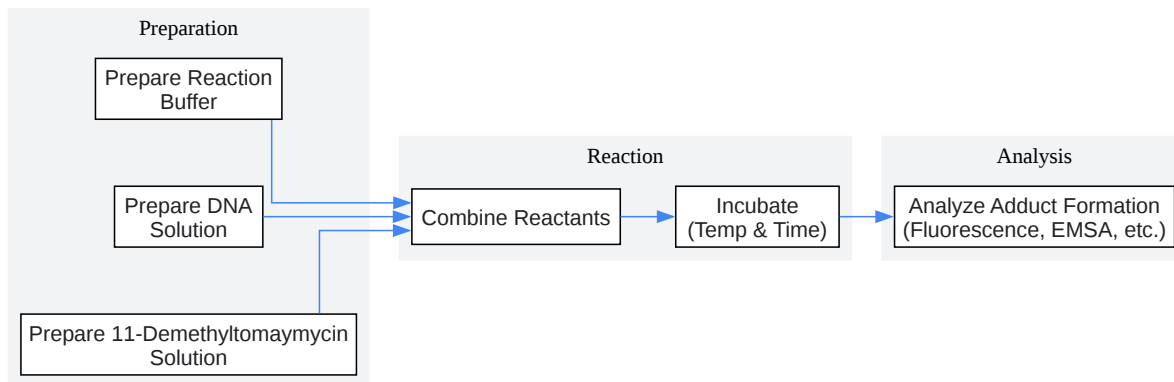 Preparation
Prepare Reaction
Buffer
Prepare DNA
Solution
Prepare 11-Demethyltomaymycin
Solution
Reaction
Combine Reactants
Incubate
(Temp & Time)
Analysis
Analyze Adduct Formation
(Fluorescence, EMSA, etc.)